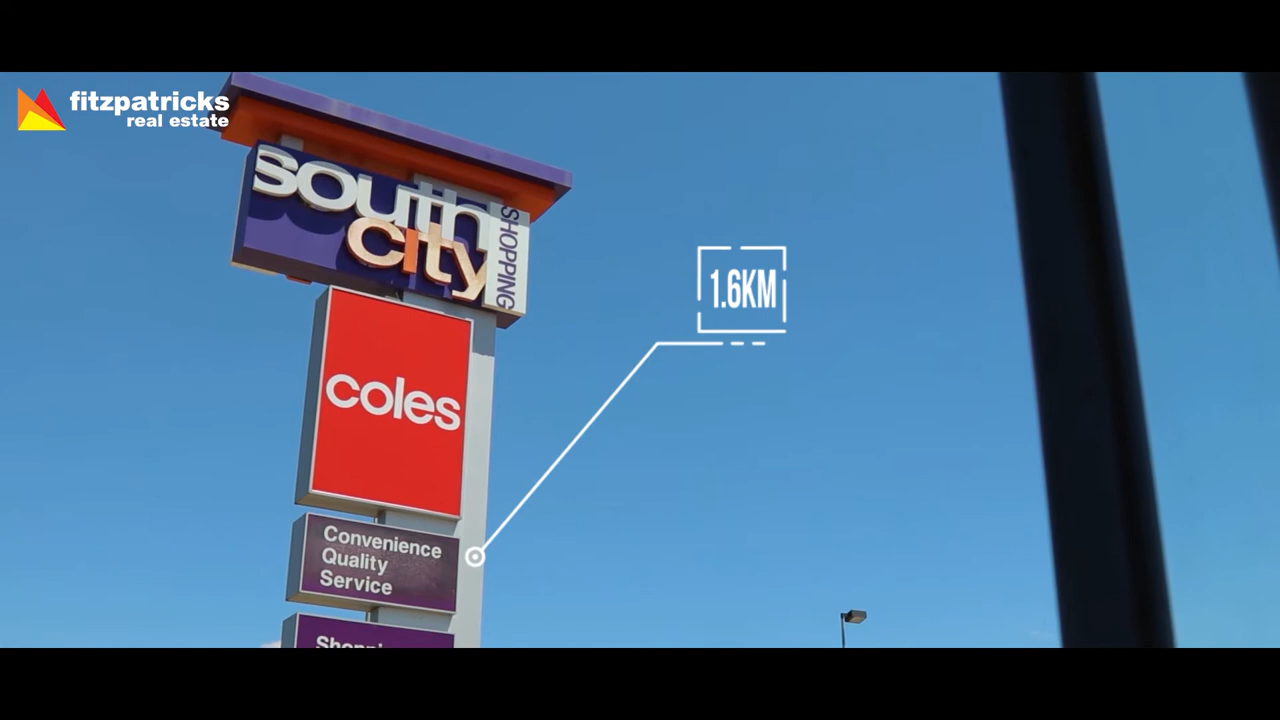 fitzpatricks
real estate
south
city
SHOPPING
1.6KM
coles
Convenience
Quality
Service